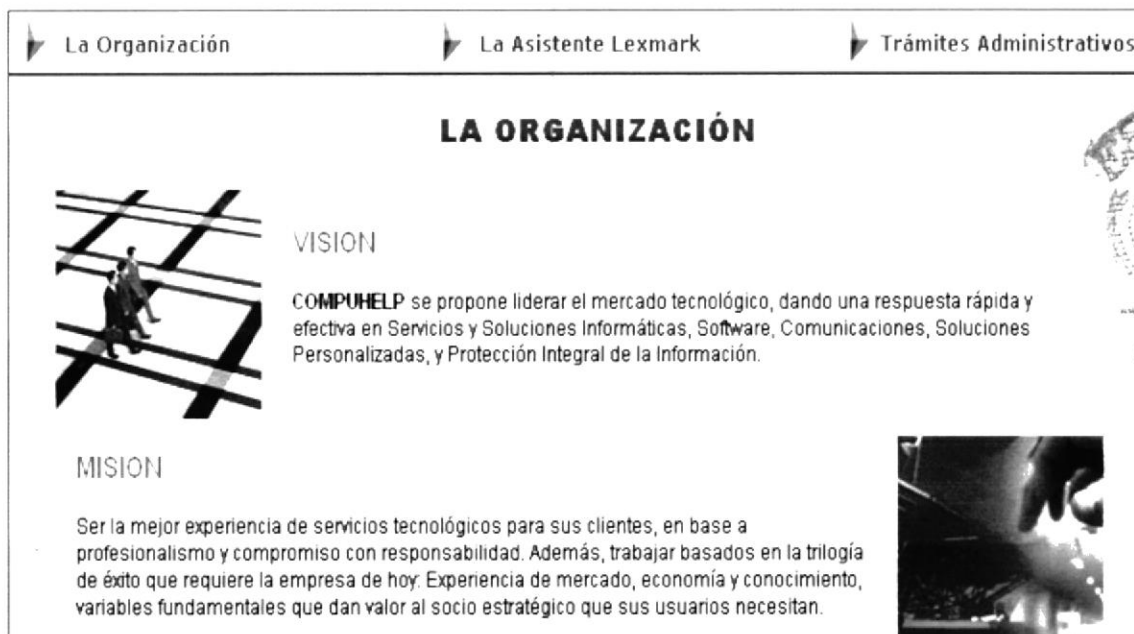 La Organización
La Asistente Lexmark
Trámites Administrativos
LA ORGANIZACIÓN
VISION
COMPUHELP se propone liderar el mercado tecnológico, dando una respuesta rápida y
efectiva en Servicios y Soluciones Informáticas, Software, Comunicaciones, Soluciones
Personalizadas, y Protección Integral de la Información.
MISION
Ser la mejor experiencia de servicios tecnológicos para sus clientes, en base a
profesionalismo y compromiso con responsabilidad. Además, trabajar basados en la trilogía
de éxito que requiere la empresa de hoy: Experiencia de mercado, economía y conocimiento,
variables fundamentales que dan valor al socio estratégico que sus usuarios necesitan.